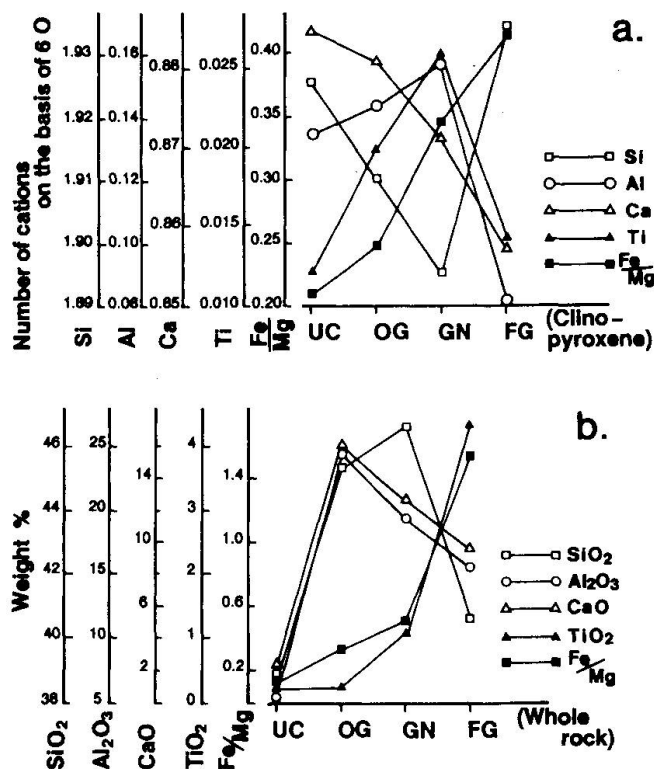 a.
Number of cations
on the basis of 6 O
1.93
1.92
1.91
1.90
1.89
0.16
0.14
0.12
0.10
0.08
0.88
0.87
0.86
0.85
0.025
0.020
0.015
0.010
0.40
0.35
0.30
0.25
0.20
Si
Al
Ca
Ti
Fe
Mg
UC
OG
GN
FG
(Clino-
pyroxene)
Si
Al
Ca
Ti
Fe
Mg
b.
Weight %
46
44
42
40
38
25
20
15
10
5
14
10
6
2
4
3
2
1
0
1.4
1.0
0.6
0.2
SiO₂
Al₂O₃
CaO
TiO₂
Fe/Mg
UC
OG
GN
FG
(Whole
rock)
SiO₂
Al₂O₃
CaO
TiO₂
Fe/Mg